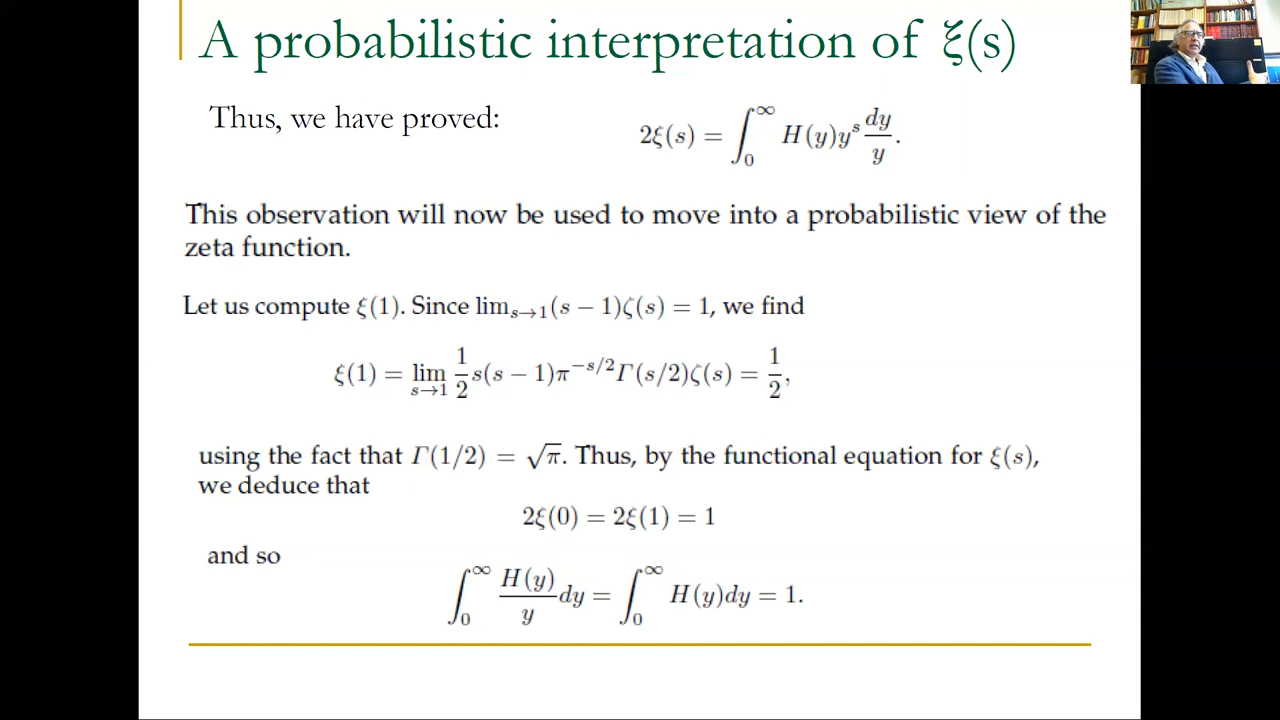 A probabilistic interpretation of ξ(s)
Thus, we have proved:
2ξ(s) = ∫₀^∞ H(y)y^s dy/y.
This observation will now be used to move into a probabilistic view of the
zeta function.
Let us compute ξ(1). Since lim_{s→1}(s − 1)ζ(s) = 1, we find
ξ(1) = lim_{s→1} 1/2 s(s − 1)π^{−s/2}Γ(s/2)ζ(s) = 1/2,
using the fact that Γ(1/2) = √π. Thus, by the functional equation for ξ(s),
we deduce that
2ξ(0) = 2ξ(1) = 1
and so
∫₀^∞ H(y)/y dy = ∫₀^∞ H(y)dy = 1.